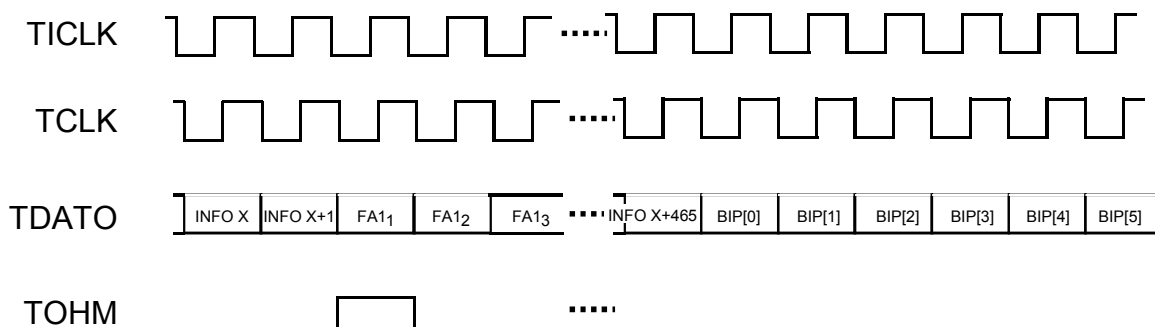 TICLK
TCLK
TDATO INFO X INFO X+1 FA1₁ FA1₂ FA1₃ INFO X+465 BIP[0] BIP[1] BIP[2] BIP[3] BIP[4] BIP[5]
TOHM